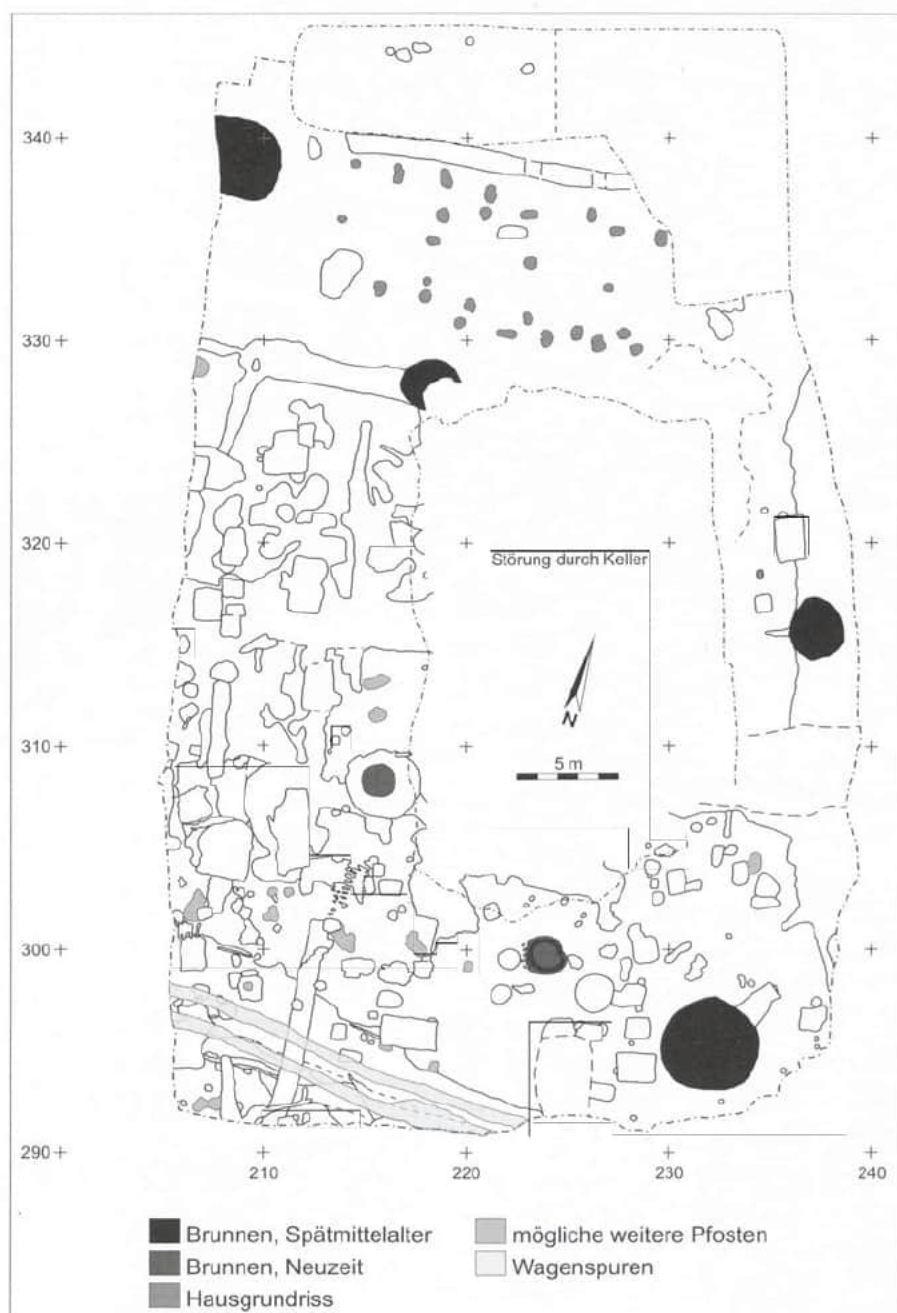 340
330
320
Störung durch Keller
310
N
5 m
300
290
210 220 230 240
Brunnen, Spätmittelalter
Brunnen, Neuzeit
Hausgrundriss
mögliche weitere Pfosten
Wagenspuren